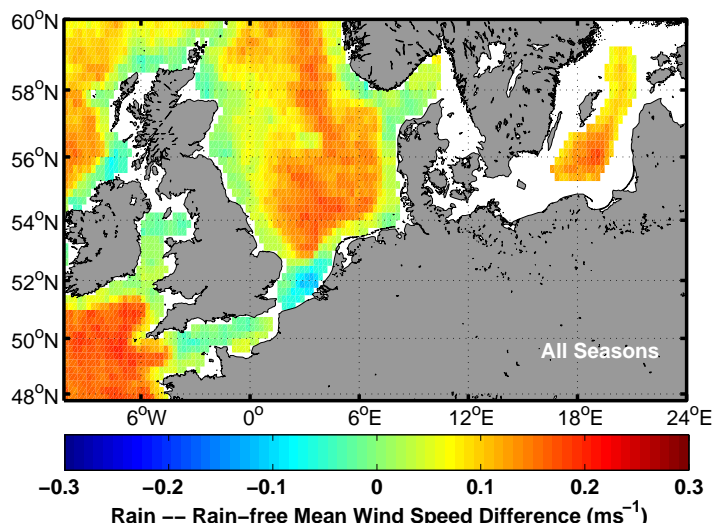 60°N
58°N
56°N
54°N
52°N
50°N
48°N
All Seasons
6°W 0° 6°E 12°E 18°E 24°E
−0.3 −0.2 −0.1 0 0.1 0.2 0.3
Rain −− Rain−free Mean Wind Speed Difference (ms⁻¹)